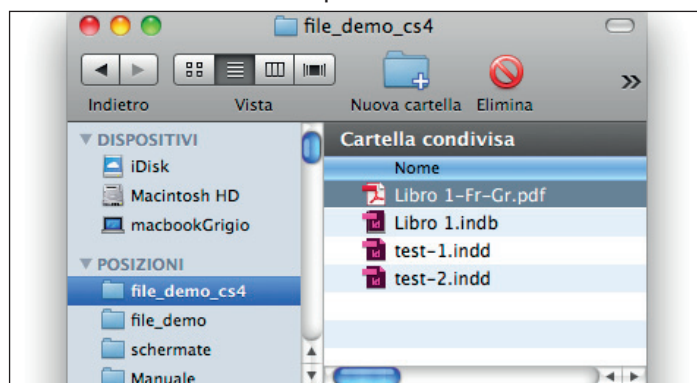 file_demo_cs4
Indietro Vista Nuova cartella Elimina
DISPOSITIVI
iDisk
Macintosh HD
macbookGrigio
POSIZIONI
file_demo_cs4
file_demo
schermate
Manuale
Cartella condivisa
Nome
Libro 1-Fr-Gr.pdf
Libro 1.indb
test-1.indd
test-2.indd